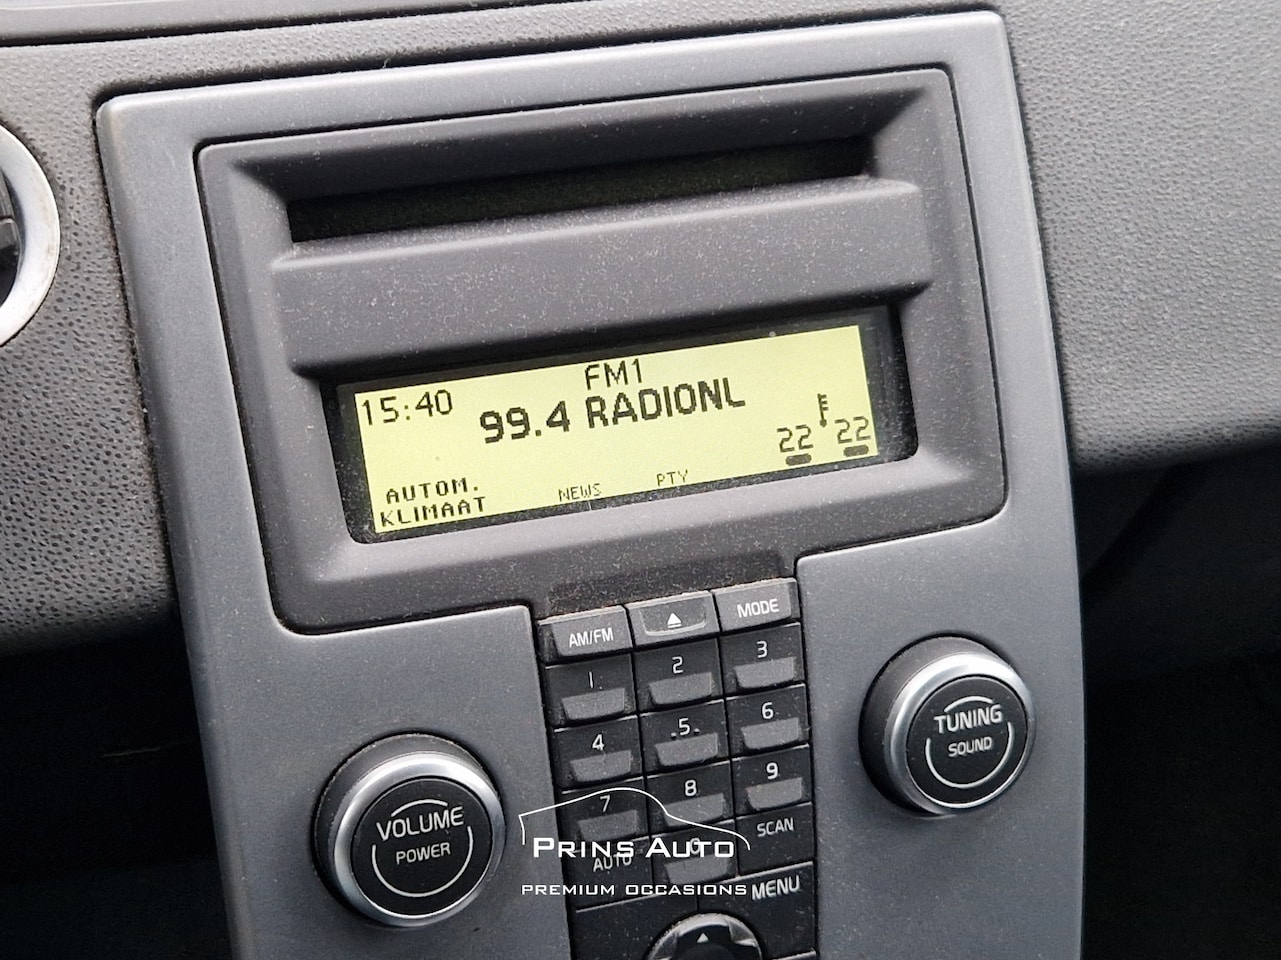 FM1
15:40
99.4 RADIONL
22 22
AUTOM.
KLIMAAT
NEWS
PTY
AM/FM
MODE
1
2
3
4
5
6
7
8
9
AUTO
0
SCAN
MENU
VOLUME
POWER
TUNING
SOUND
PRINS AUTO
PREMIUM OCCASIONS